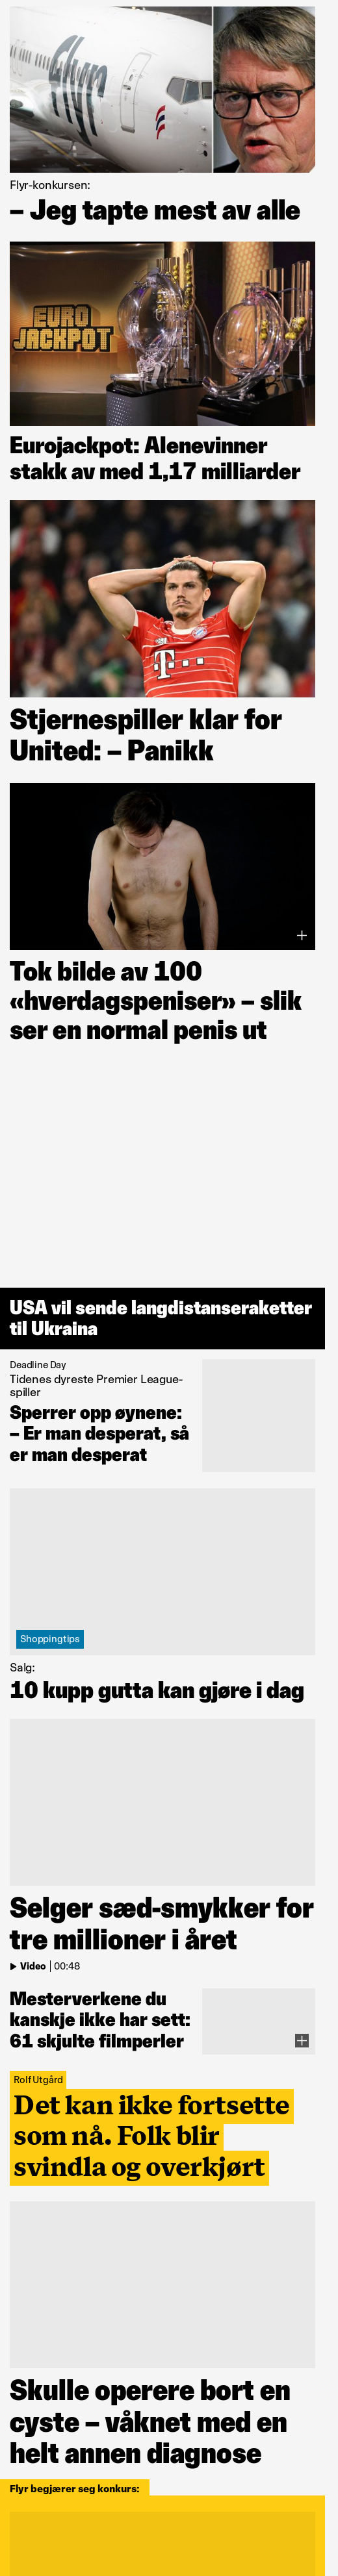 flyr
Flyr-konkursen:
– Jeg tapte mest av alle
EURO
JACKPOT
Eurojackpot: Alenevinner
stakk av med 1,17 milliarder
T
Stjernespiller klar for
United: – Panikk
Tok bilde av 100
«hverdagspeniser» – slik
ser en normal penis ut
USA vil sende langdistanseraketter
til Ukraina
Deadline Day
Tidenes dyreste Premier League-
spiller
Sperrer opp øynene:
– Er man desperat, så
er man desperat
Shoppingtips
Salg:
10 kupp gutta kan gjøre i dag
Selger sæd-smykker for
tre millioner i året
Video | 00:48
Mesterverkene du
kanskje ikke har sett:
61 skjulte filmperler
Rolf Utgård
Det kan ikke fortsette
som nå. Folk blir
svindla og overkjørt
Skulle operere bort en
cyste – våknet med en
helt annen diagnose
Flyr begjærer seg konkurs: